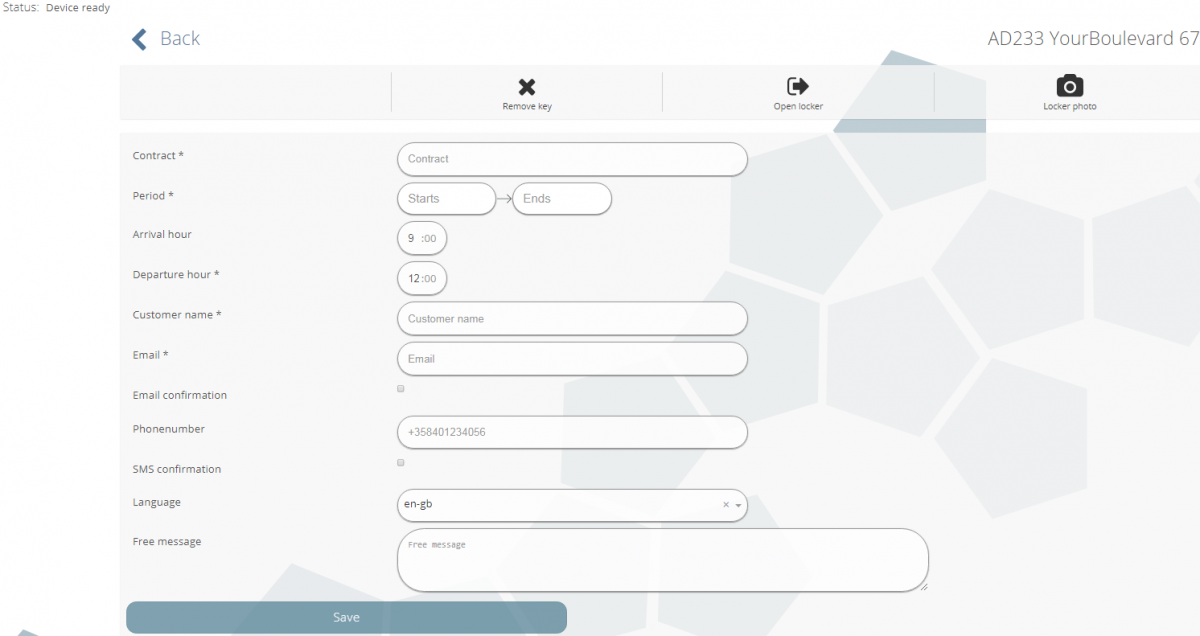 Status: Device ready
Back
AD233 YourBoulevard 67
Remove key
Open locker
Locker photo
Contract *
Contract
Period *
Starts
Ends
Arrival hour
9 :00
Departure hour *
12:00
Customer name *
Customer name
Email *
Email
Email confirmation
Phonenumber
+358401234056
SMS confirmation
Language
en-gb
Free message
Free message
Save